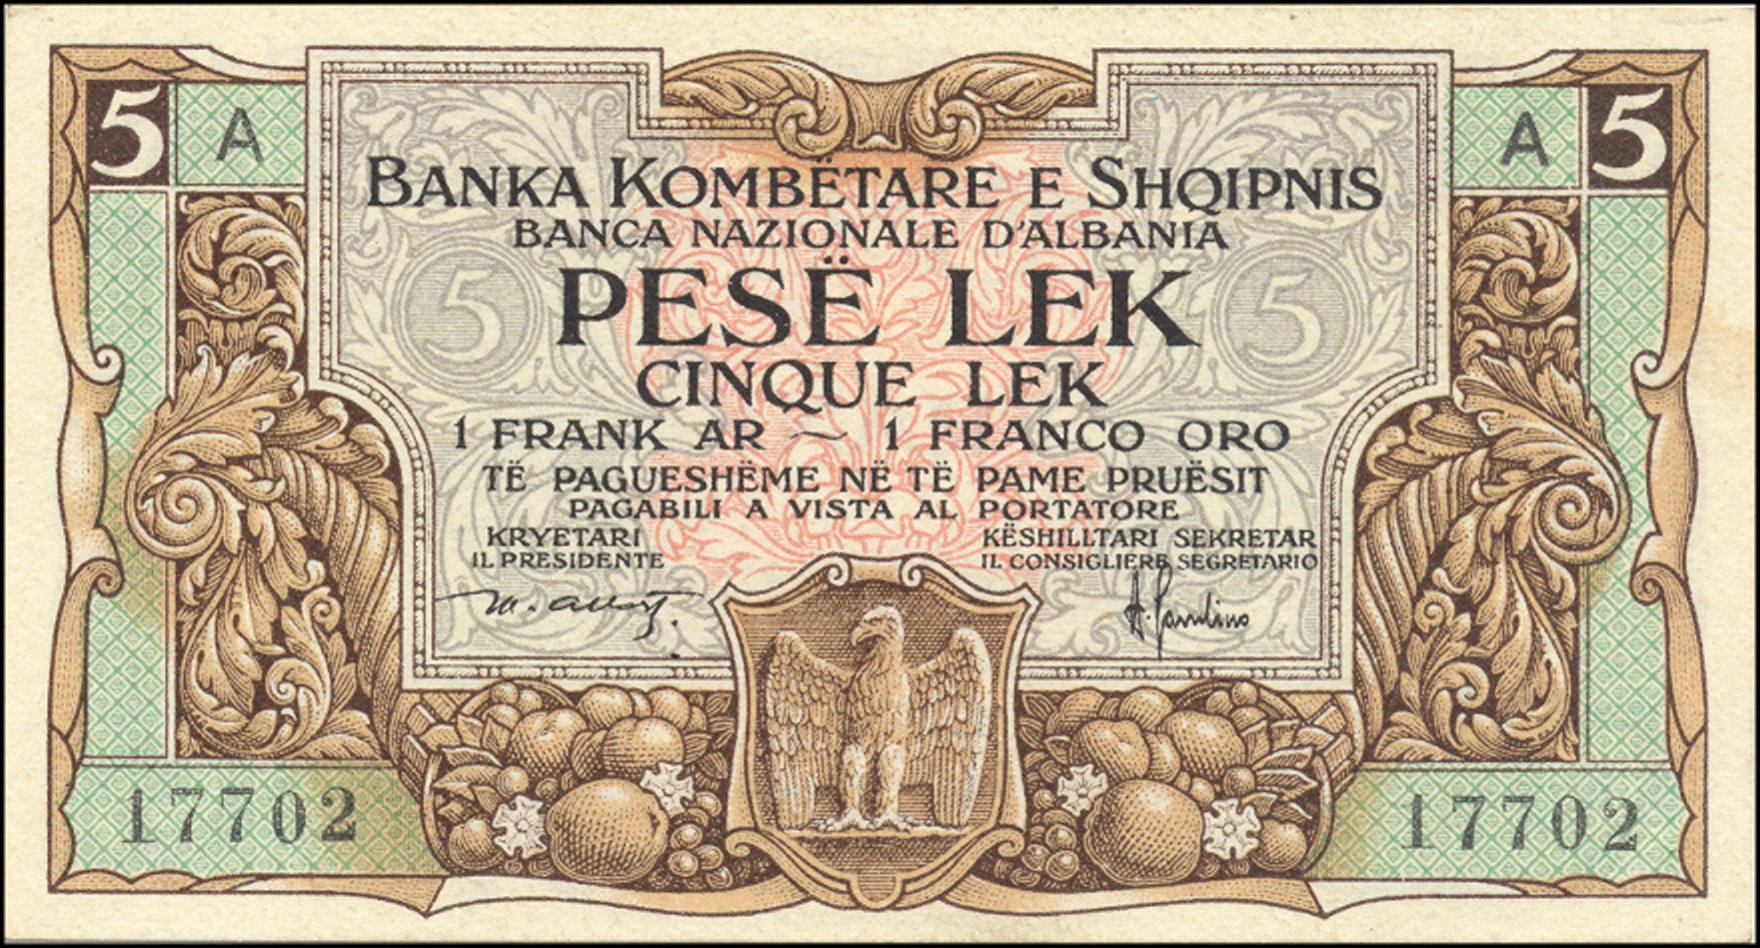 5 A A 5
BANKA KOMBËTARE E SHQIPNIS
BANCA NAZIONALE D'ALBANIA
5 PESË LEK 5
CINQUE LEK
1 FRANK AR ~ 1 FRANCO ORO
TË PAGUESHËME NË TË PAME PRUËSIT
PAGABILI A VISTA AL PORTATORE
KRYETARI KËSHILLTARI SEKRETAR
IL PRESIDENTE IL CONSIGLIERE SEGRETARIO
17702 17702